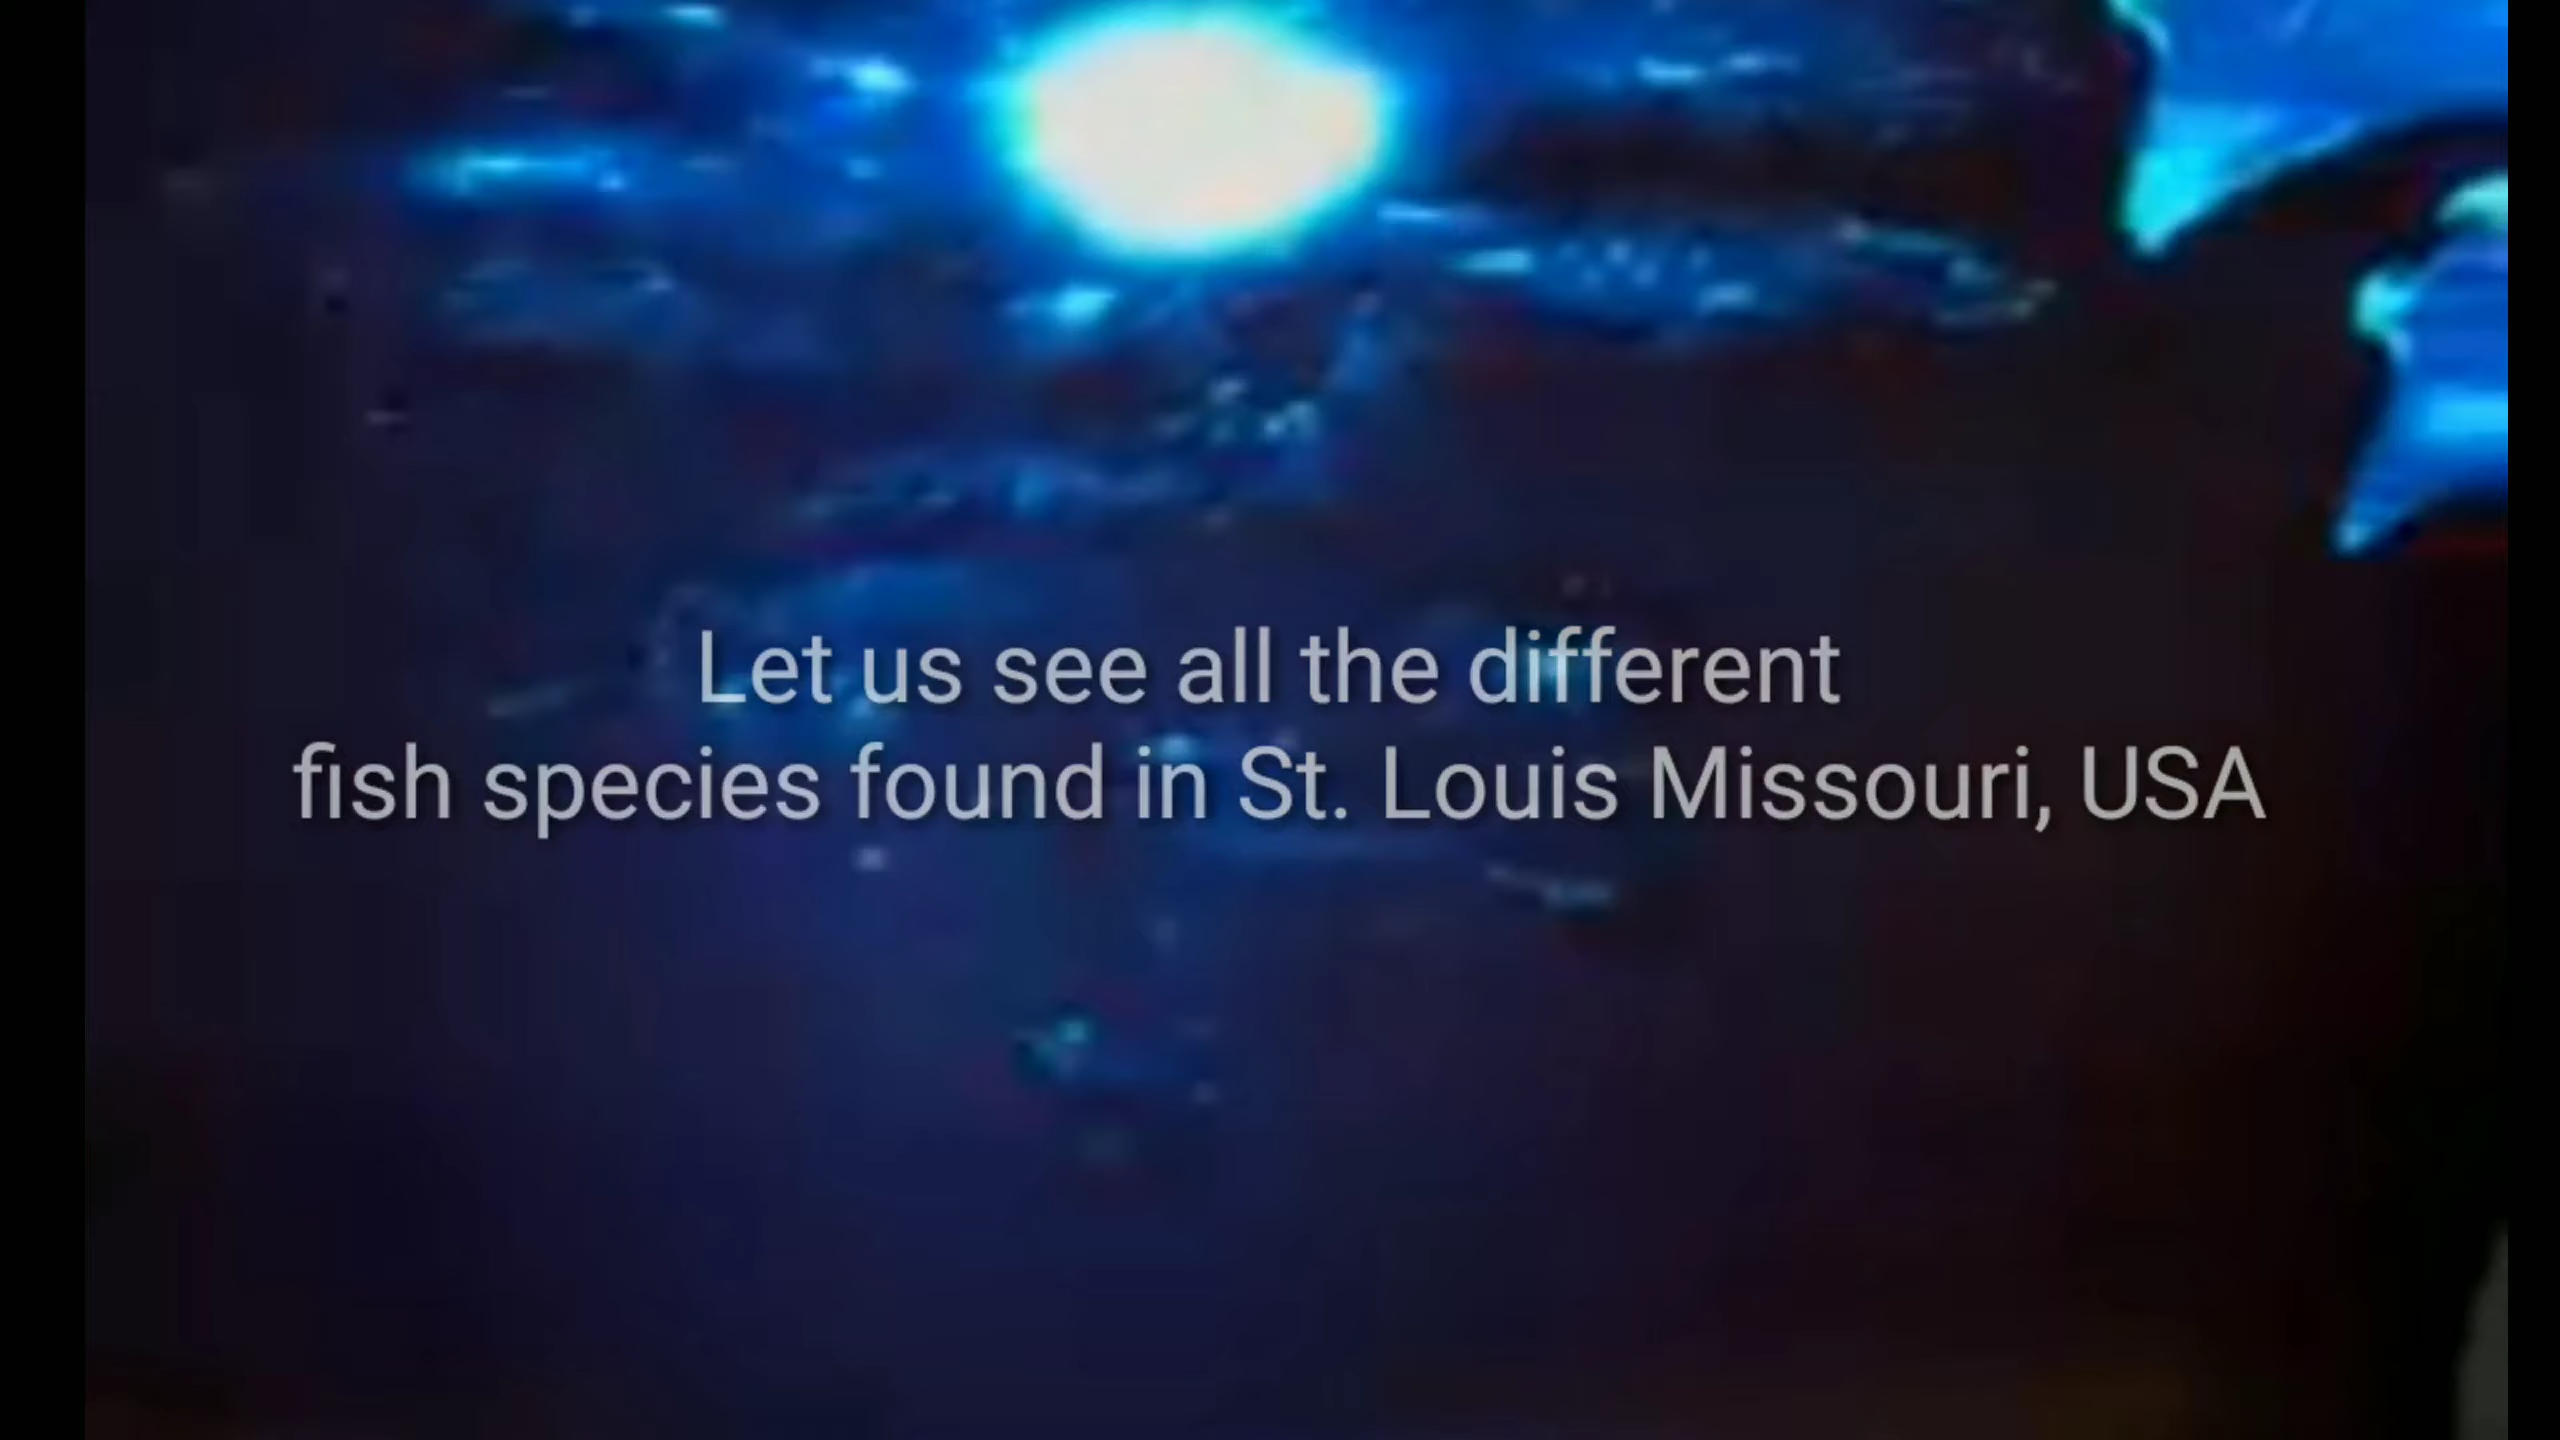 Let us see all the different
fish species found in St. Louis Missouri, USA